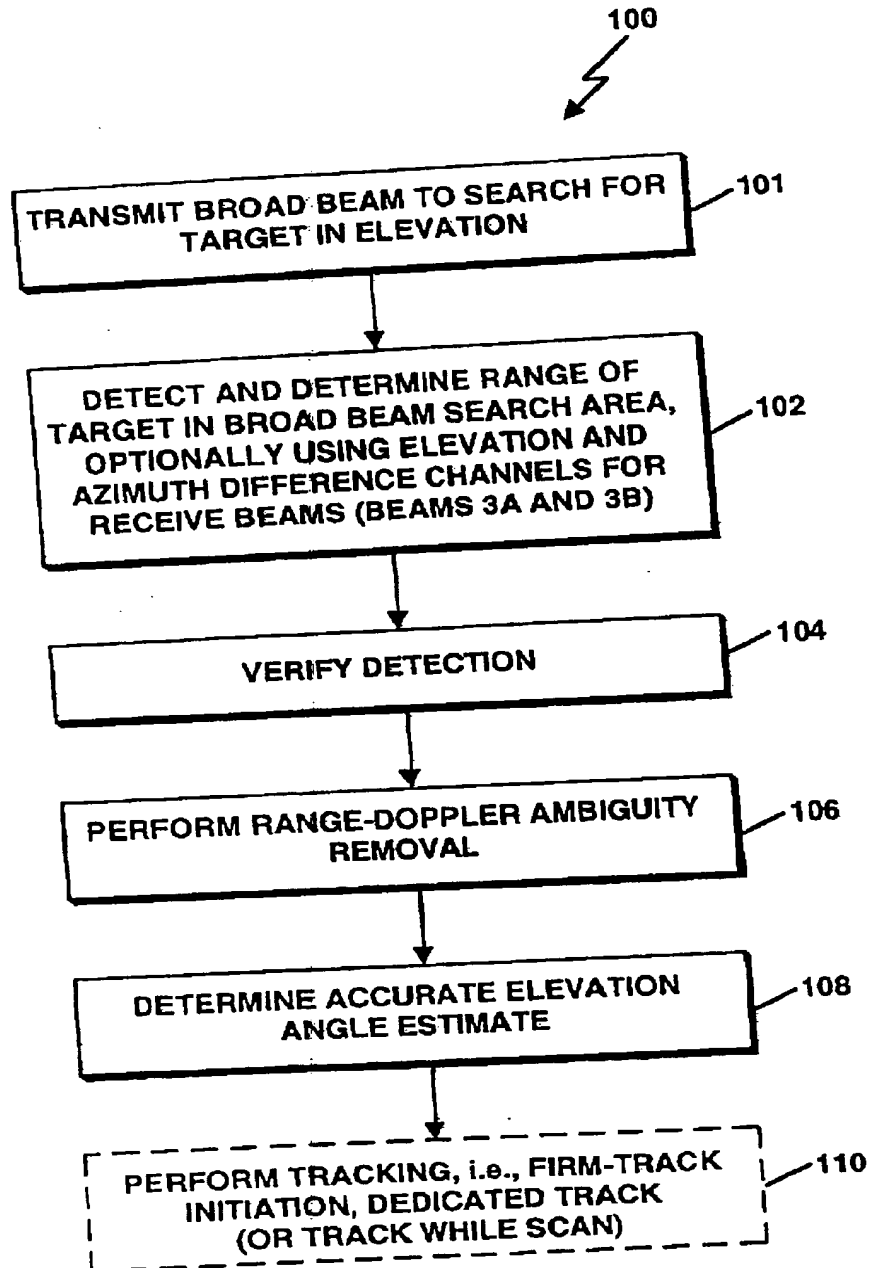 100
TRANSMIT BROAD BEAM TO SEARCH FOR
TARGET IN ELEVATION
101
DETECT AND DETERMINE RANGE OF
TARGET IN BROAD BEAM SEARCH AREA,
OPTIONALLY USING ELEVATION AND
AZIMUTH DIFFERENCE CHANNELS FOR
RECEIVE BEAMS (BEAMS 3A AND 3B)
102
VERIFY DETECTION
104
PERFORM RANGE-DOPPLER AMBIGUITY
REMOVAL
106
DETERMINE ACCURATE ELEVATION
ANGLE ESTIMATE
108
PERFORM TRACKING, i.e., FIRM-TRACK
INITIATION, DEDICATED TRACK
(OR TRACK WHILE SCAN)
110